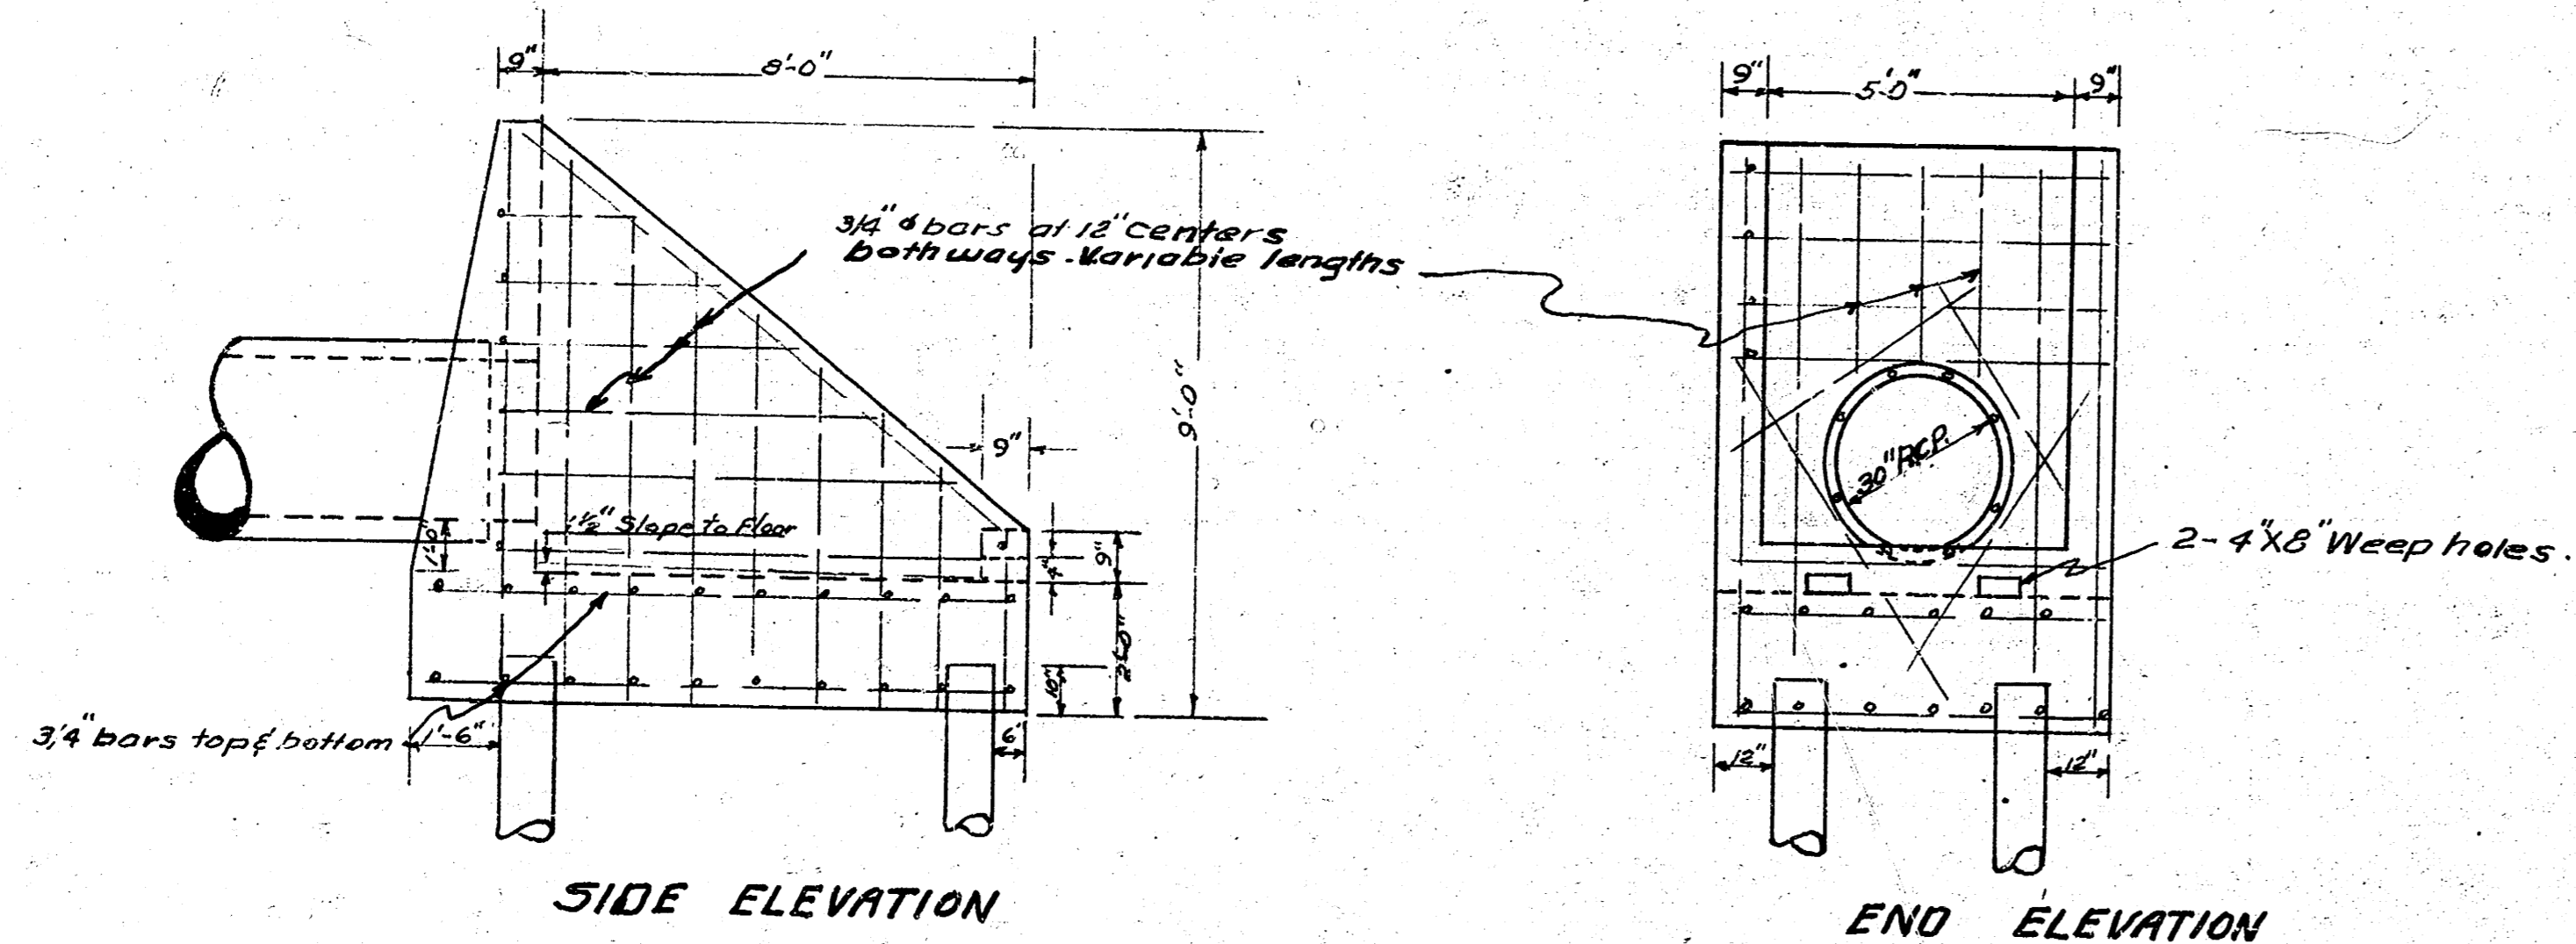 9"
8'-0"
9"
5'-0"
9"
3/4" ϕ bars at 12" Centers
both ways. Variable lengths
9'-0"
9"
30" R.C.P.
1½" Slope to Floor
1'-0"
4"
9"
2-4"X8" Weep holes.
2'-0"
10"
3/4" bars top & bottom
1'-6"
6"
12"
12"
SIDE ELEVATION
END ELEVATION